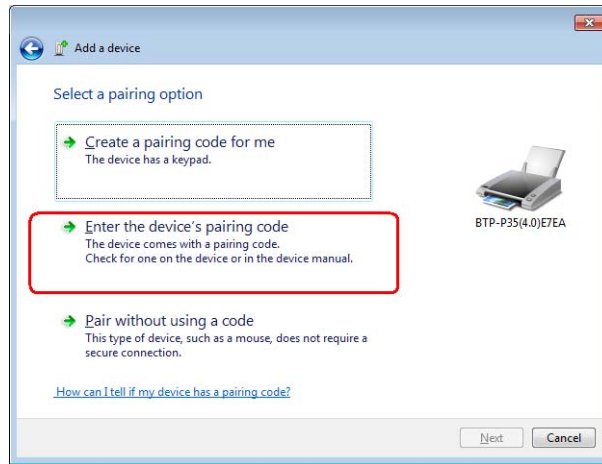 Add a device
Select a pairing option
Create a pairing code for me
The device has a keypad.
Enter the device's pairing code
The device comes with a pairing code.
Check for one on the device or in the device manual.
BTP-P35(4.0)E7EA
Pair without using a code
This type of device, such as a mouse, does not require a
secure connection.
How can I tell if my device has a pairing code?
Next
Cancel